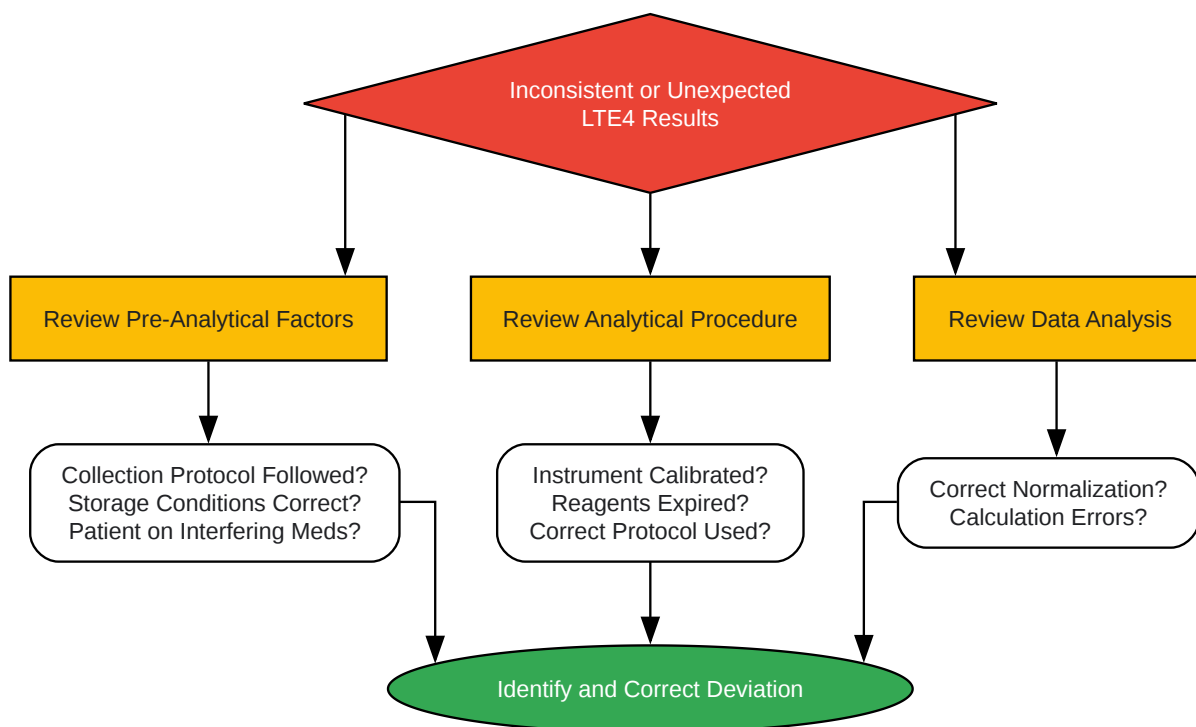 Inconsistent or Unexpected
LTE4 Results
Review Pre-Analytical Factors
Review Analytical Procedure
Review Data Analysis
Collection Protocol Followed?
Storage Conditions Correct?
Patient on Interfering Meds?
Instrument Calibrated?
Reagents Expired?
Correct Protocol Used?
Correct Normalization?
Calculation Errors?
Identify and Correct Deviation